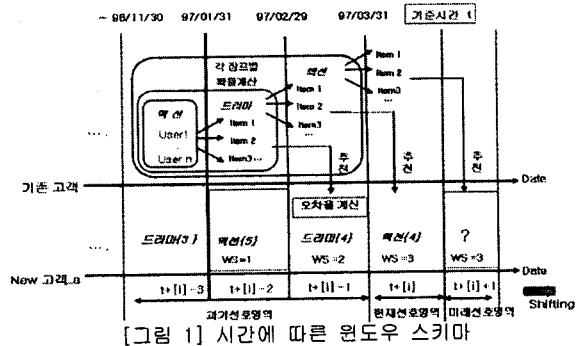 ~ 96/11/30 97/01/31 97/02/29 97/03/31 기준시간 t
각 장르별
확률계산
액션
User1
User n
드라마
Item 1
Item 2
Item3...
액션
Item 1
Item 2
Item3
...
Item 1
Item 2
Item3
...
추천
추천
추천
기존 고객
Date
오차율 계산
드라마(3)
액션(5)
드라마(4)
액션(4)
?
WS=1
WS=2
WS=3
WS=3
New 고객_a
Date
t+[i]-3
t+[i]-2
t+[i]-1
t+[i]
t+[i]+1
Shifting
과거선호영역
현재선호영역
미래선호영역
[그림 1] 시간에 따른 윈도우 스키마